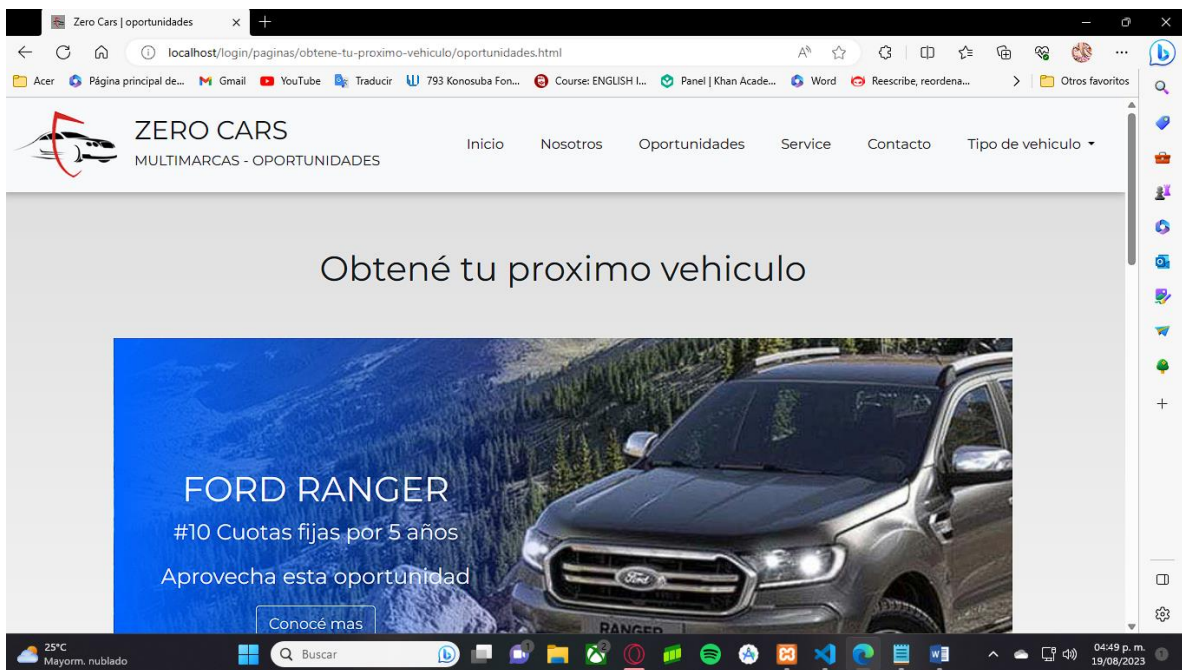 Zero Cars | oportunidades
localhost/login/paginas/obtene-tu-proximo-vehiculo/oportunidades.html
Acer Página principal de... Gmail YouTube Traducir 793 Konosuba Fon... Course: ENGLISH I... Panel | Khan Acade... Word Reescribe, reordena... Otros favoritos
ZERO CARS
MULTIMARCAS - OPORTUNIDADES
Inicio Nosotros Oportunidades Service Contacto Tipo de vehiculo
Obtené tu proximo vehiculo
FORD RANGER
#10 Cuotas fijas por 5 años
Aprovecha esta oportunidad
Conocé mas
Ford
RANGER
25°C
Mayorm. nublado
Buscar
04:49 p. m.
19/08/2023